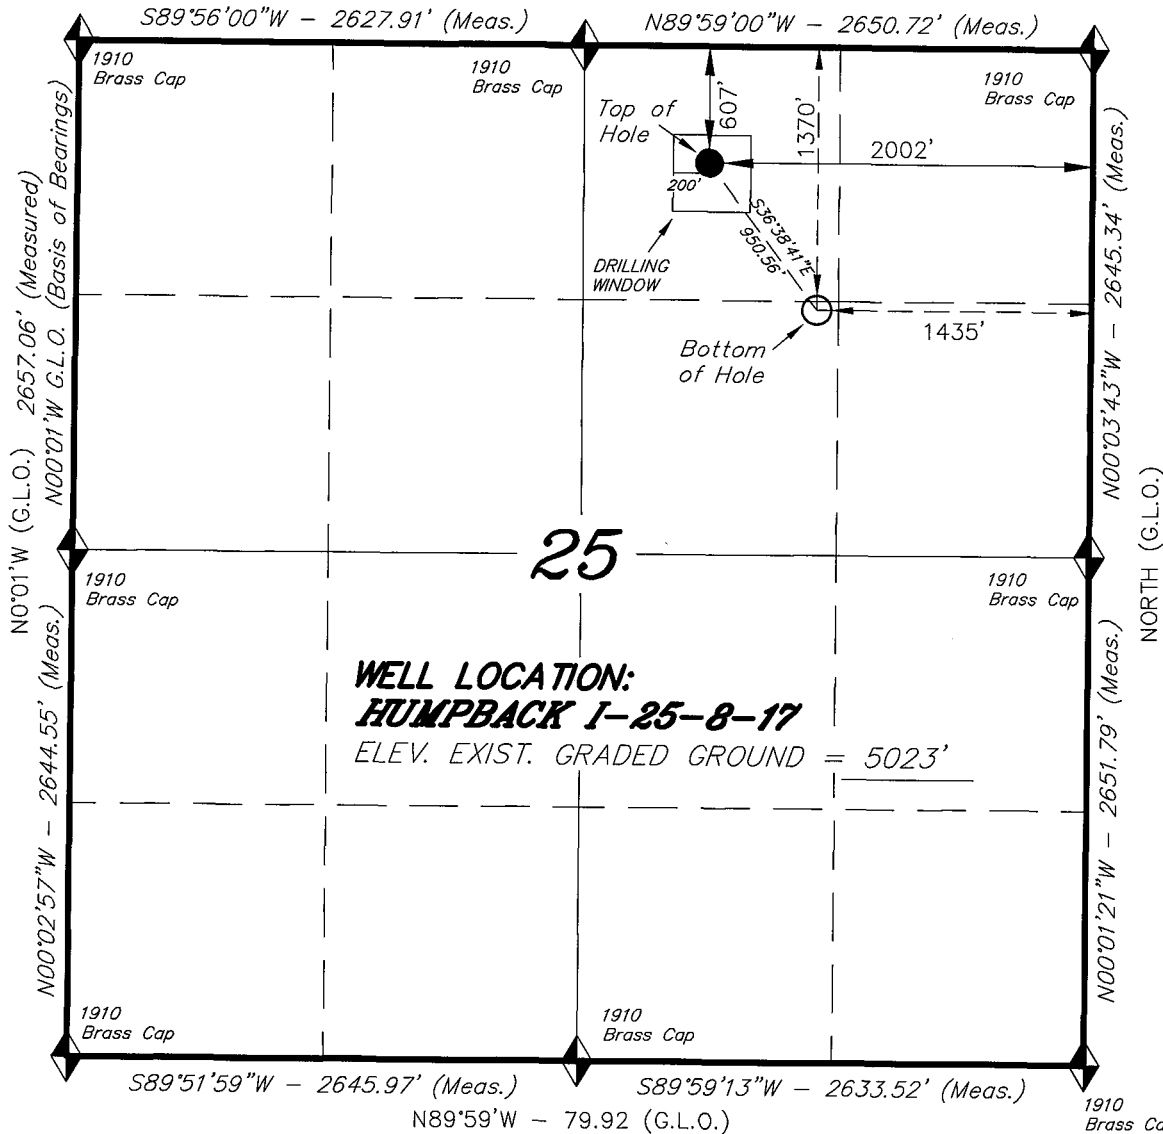 S89°56'00"W - 2627.91' (Meas.)
N89°59'00"W - 2650.72' (Meas.)
1910
Brass Cap
1910
Brass Cap
1910
Brass Cap
Top of
Hole
607'
1370'
2002'
200'
S36°38'41"E
950.56'
DRILLING
WINDOW
1435'
Bottom
of Hole
N0°01'W (G.L.O.) 2657.06' (Measured)
N00°01'W G.L.O. (Basis of Bearings)
N00°03'43"W - 2645.34' (Meas.)
NORTH (G.L.O.)
25
1910
Brass Cap
1910
Brass Cap
WELL LOCATION:
HUMPBACK I-25-8-17
ELEV. EXIST. GRADED GROUND = 5023'
N00°02'57"W - 2644.55' (Meas.)
N00°01'21"W - 2651.79' (Meas.)
1910
Brass Cap
1910
Brass Cap
S89°51'59"W - 2645.97' (Meas.)
S89°59'13"W - 2633.52' (Meas.)
N89°59'W - 79.92 (G.L.O.)
1910
Brass Ca